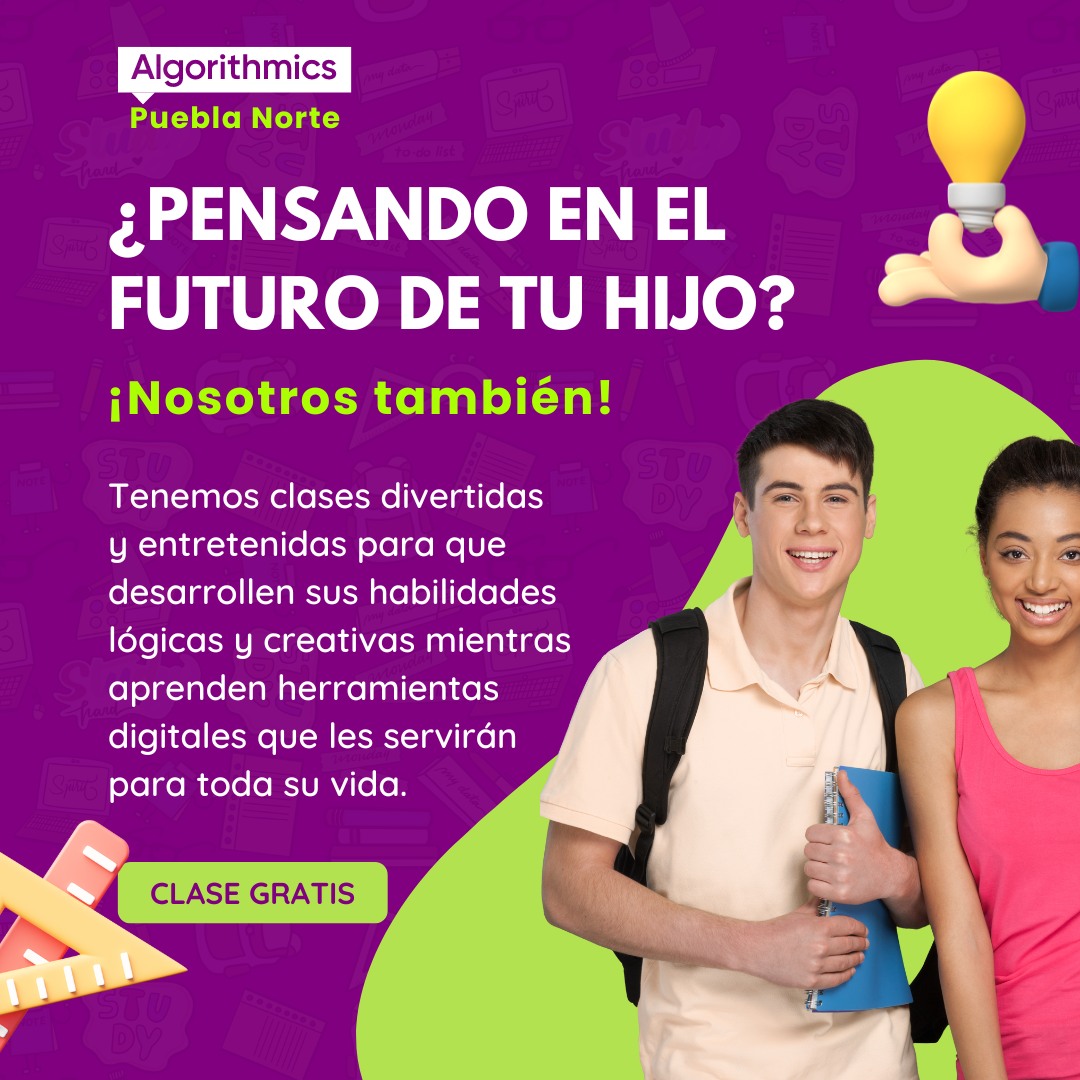 Algorithmics
Puebla Norte
¿PENSANDO EN EL
FUTURO DE TU HIJO?
¡Nosotros también!
Tenemos clases divertidas
y entretenidas para que
desarrollen sus habilidades
lógicas y creativas mientras
aprenden herramientas
digitales que les servirán
para toda su vida.
CLASE GRATIS